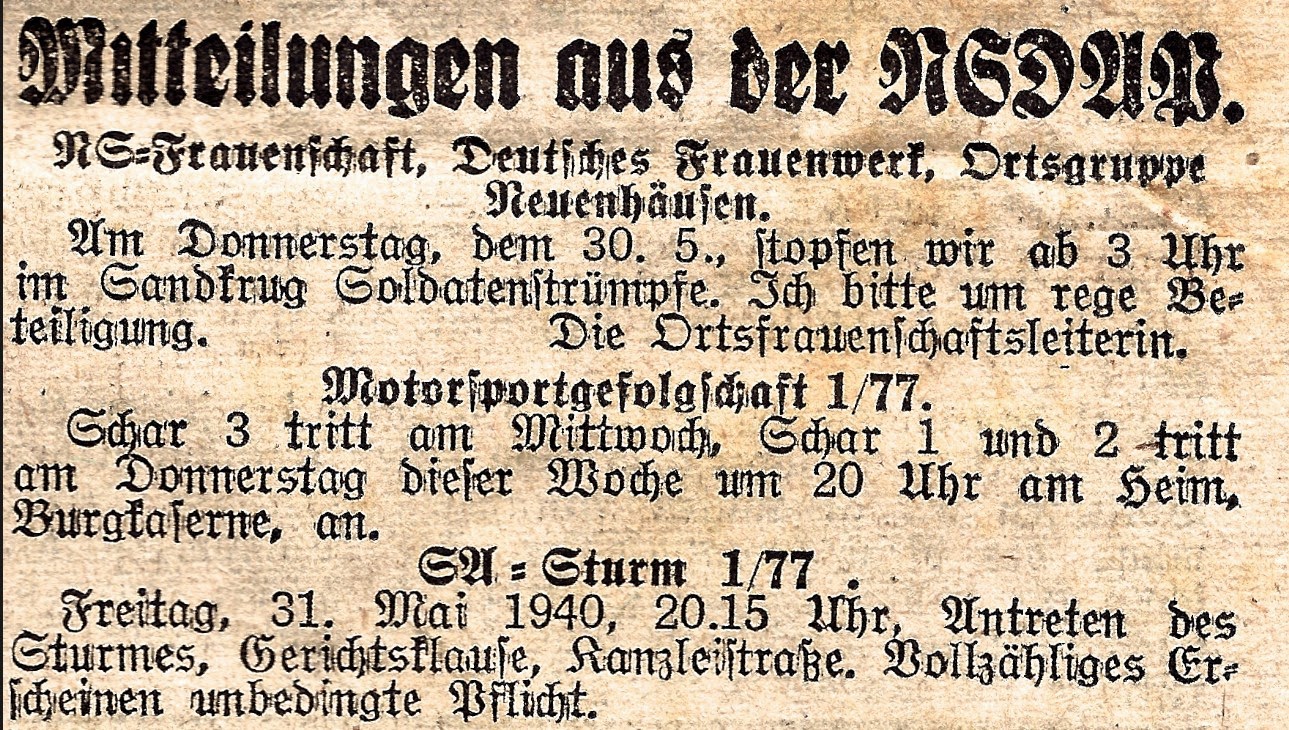 Mitteilungen aus der NSDAP.
NS-Frauenschaft, Deutsches Frauenwerk, Ortsgruppe
Neuenhäusen.
Am Donnerstag, dem 30. 5., stopfen wir ab 3 Uhr
im Sandkrug Soldatenstrümpfe. Ich bitte um rege Be-
teiligung. Die Ortsfrauenschaftsleiterin.
Motorsportgefolgschaft 1/77.
Schar 3 tritt am Mittwoch, Schar 1 und 2 tritt
am Donnerstag dieser Woche um 20 Uhr am Heim,
Burgkaserne, an.
SA-Sturm 1/77.
Freitag, 31. Mai 1940, 20.15 Uhr, Antreten des
Sturmes, Gerichtsklause, Kanzleistraße. Vollzähliges Er-
scheinen unbedingte Pflicht.